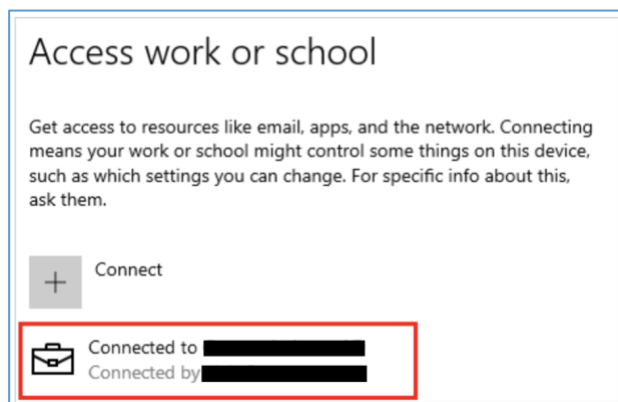 Access work or school
Get access to resources like email, apps, and the network. Connecting
means your work or school might control some things on this device,
such as which settings you can change. For specific info about this,
ask them.
Connect
Connected to
Connected by